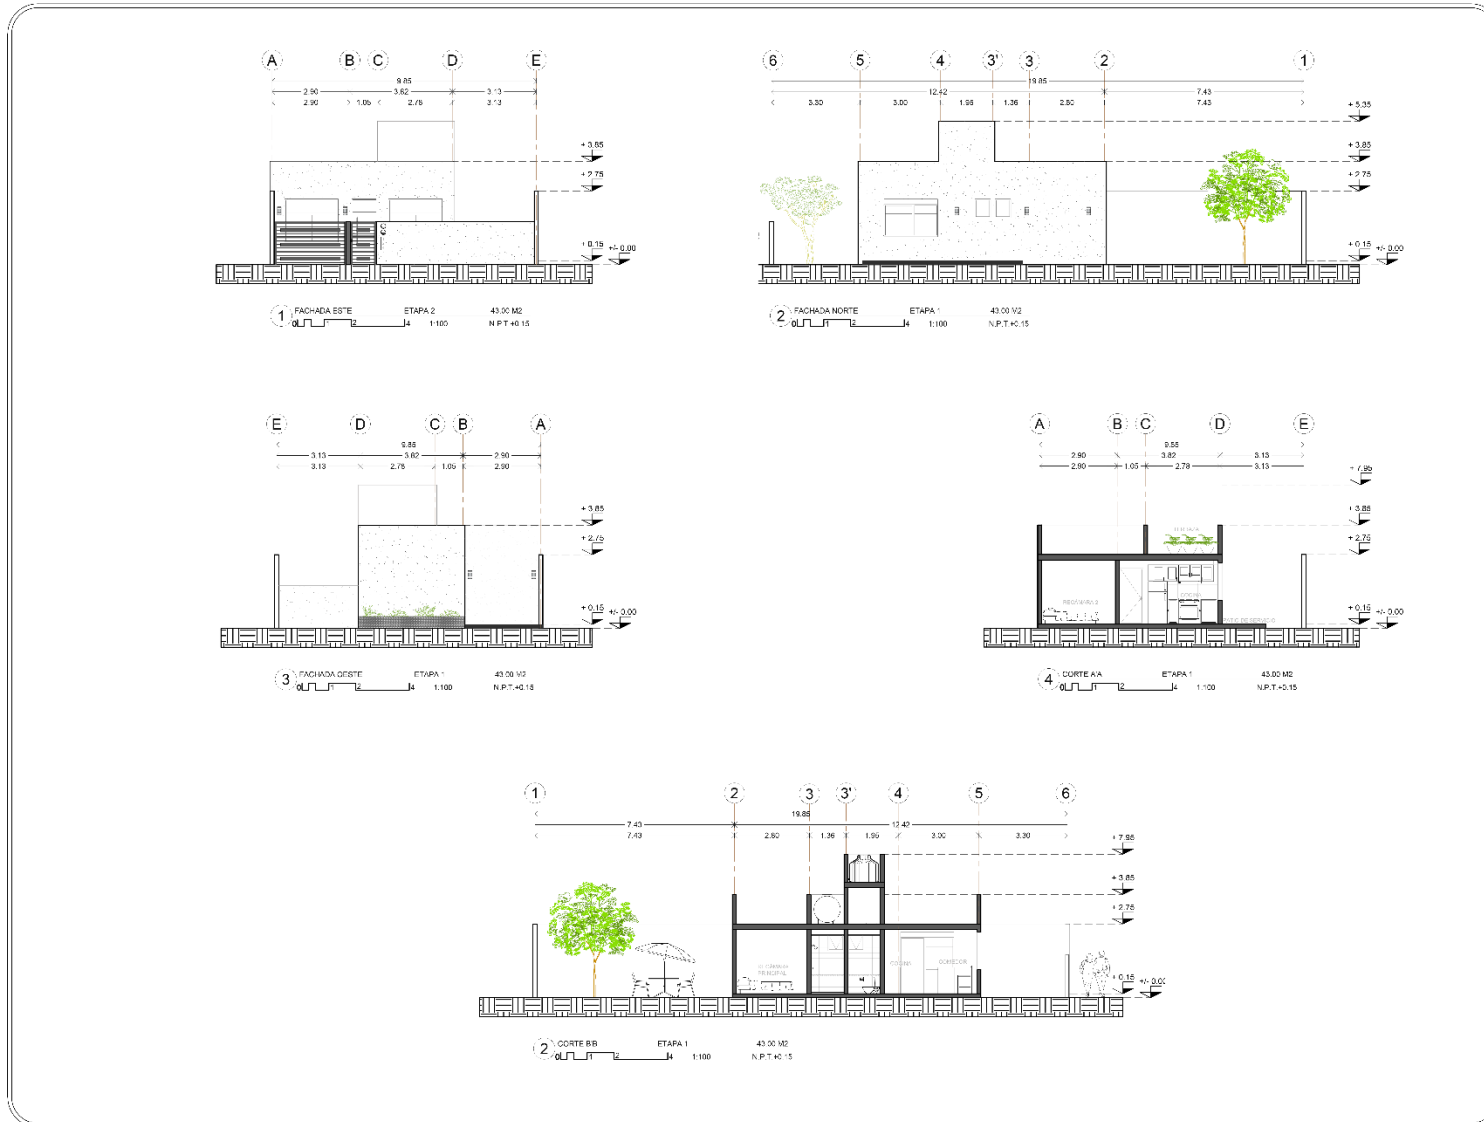 A B C D E
9.85
2.90 3.82 3.13
2.90 1.05 2.78 3.13
+ 3.85
+ 2.75
+ 0.15 +/- 0.00
1 FACHADA ESTE ETAPA 2 43.00 M2
0 1 2 4 1:100 N.P.T +0.15
6 5 4 3' 3 2 1
19.85
12.42 7.43
3.30 3.00 1.95 1.36 2.80 7.43
+ 5.35
+ 3.85
+ 2.75
+ 0.15 +/- 0.00
2 FACHADA NORTE ETAPA 1 43.00 M2
0 1 2 4 1:100 N.P.T.+0.15
E D C B A
9.85
3.13 3.82 2.90
3.13 2.78 1.05 2.90
+ 3.85
+ 2.75
+ 0.15 +/- 0.00
3 FACHADA OESTE ETAPA 1 43.00 M2
0 1 2 4 1:100 N.P.T.+0.15
A B C D E
2.90 3.82 3.13
2.90 1.05 2.78 3.13
+ 7.95
+ 3.85
+ 2.75
RECAMARA 2
COCINA
PATIO DE SERVICIO
+ 0.15 +/- 0.00
4 CORTE A'A ETAPA 1 43.00 M2
0 1 2 4 1:100 N.P.T.+0.15
1 2 3 3' 4 5 6
19.85
7.43 12.42
7.43 2.80 1.36 1.95 3.00 3.30
+ 7.95
+ 3.85
+ 2.75
PRINCIPAL
COCINA
COMEDOR
+ 0.15 +/- 0.00
2 CORTE B'B ETAPA 1 43.00 M2
0 1 2 4 1:100 N.P.T.+0.15